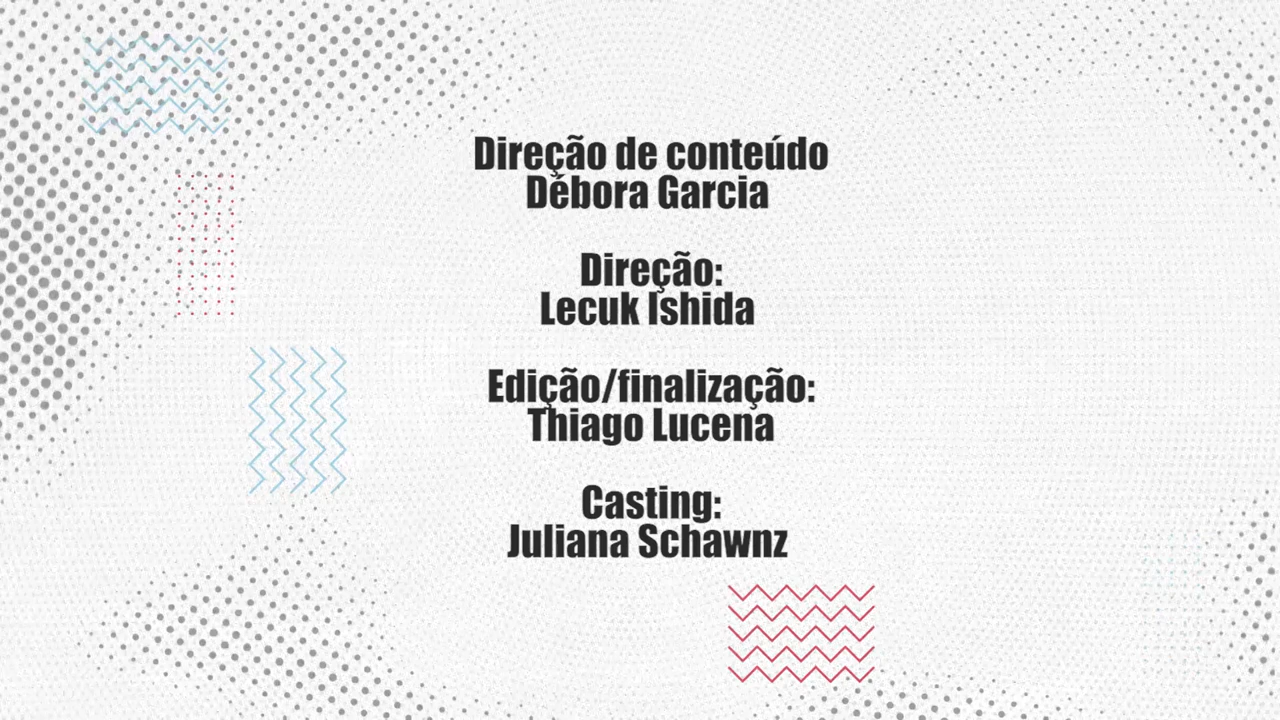 Direção de conteúdo
Débora Garcia
Direção:
Lecuk Ishida
Edição/finalização:
Thiago Lucena
Casting:
Juliana Schawnz